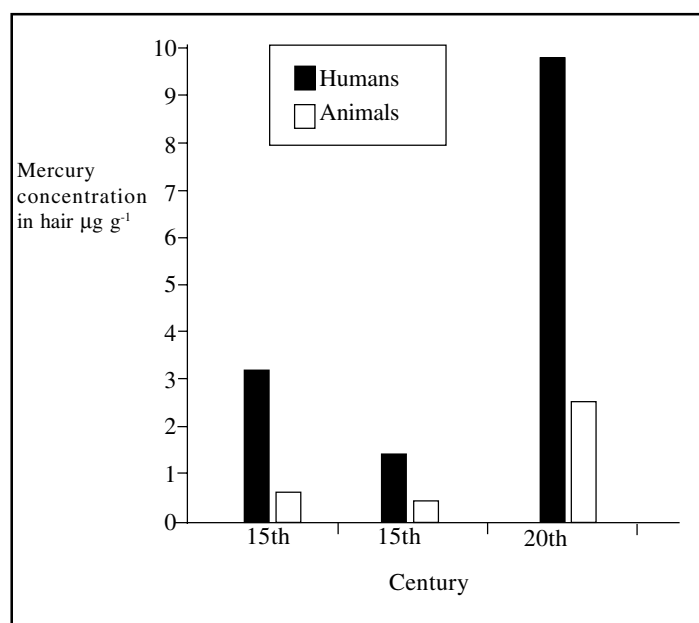 Humans
Animals
Mercury
concentration
in hair µg g-1
10
9
8
7
6
5
4
3
2
1
0
15th 15th 20th
Century